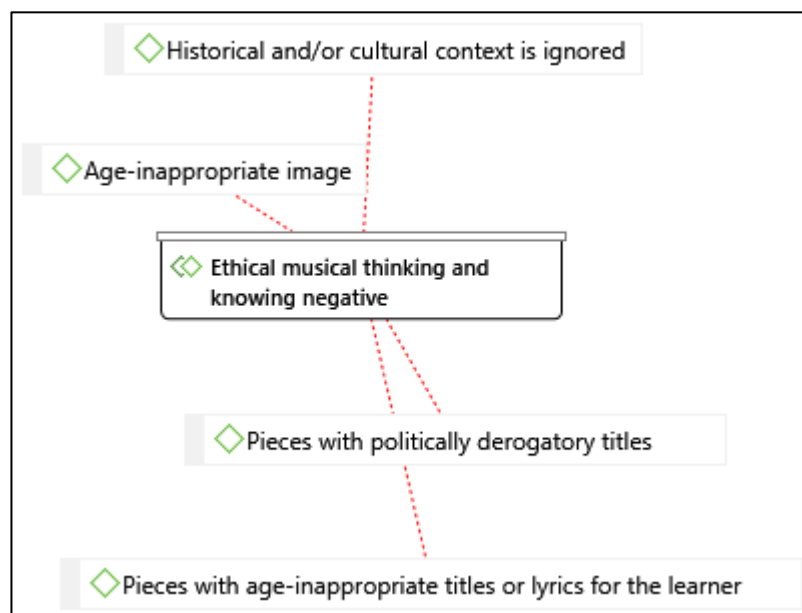 Historical and/or cultural context is ignored
Age-inappropriate image
Ethical musical thinking and
knowing negative
Pieces with politically derogatory titles
Pieces with age-inappropriate titles or lyrics for the learner